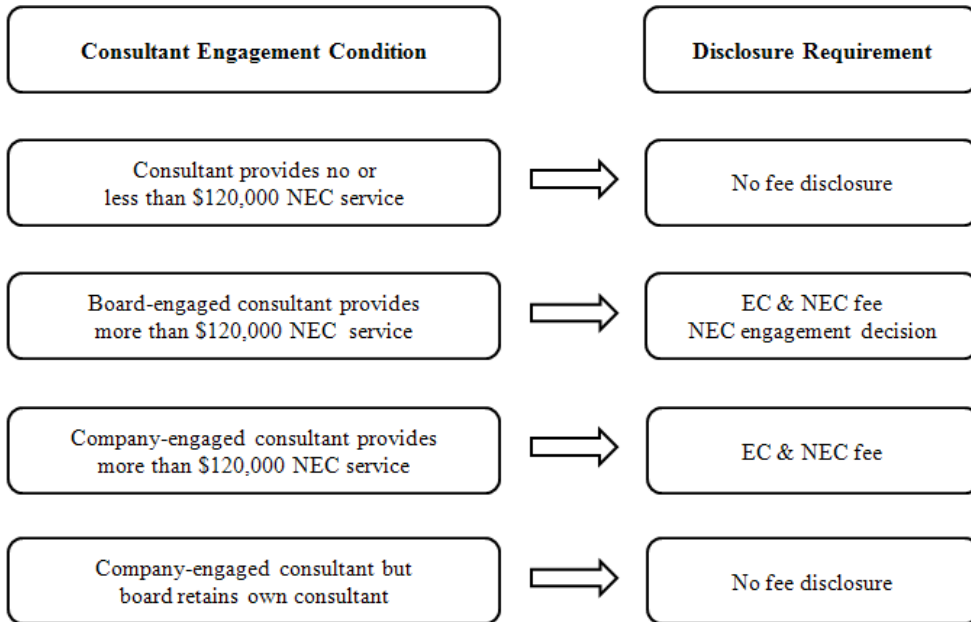 Consultant Engagement Condition
Disclosure Requirement
Consultant provides no or
less than $120,000 NEC service
No fee disclosure
Board-engaged consultant provides
more than $120,000 NEC service
EC & NEC fee
NEC engagement decision
Company-engaged consultant provides
more than $120,000 NEC service
EC & NEC fee
Company-engaged consultant but
board retains own consultant
No fee disclosure